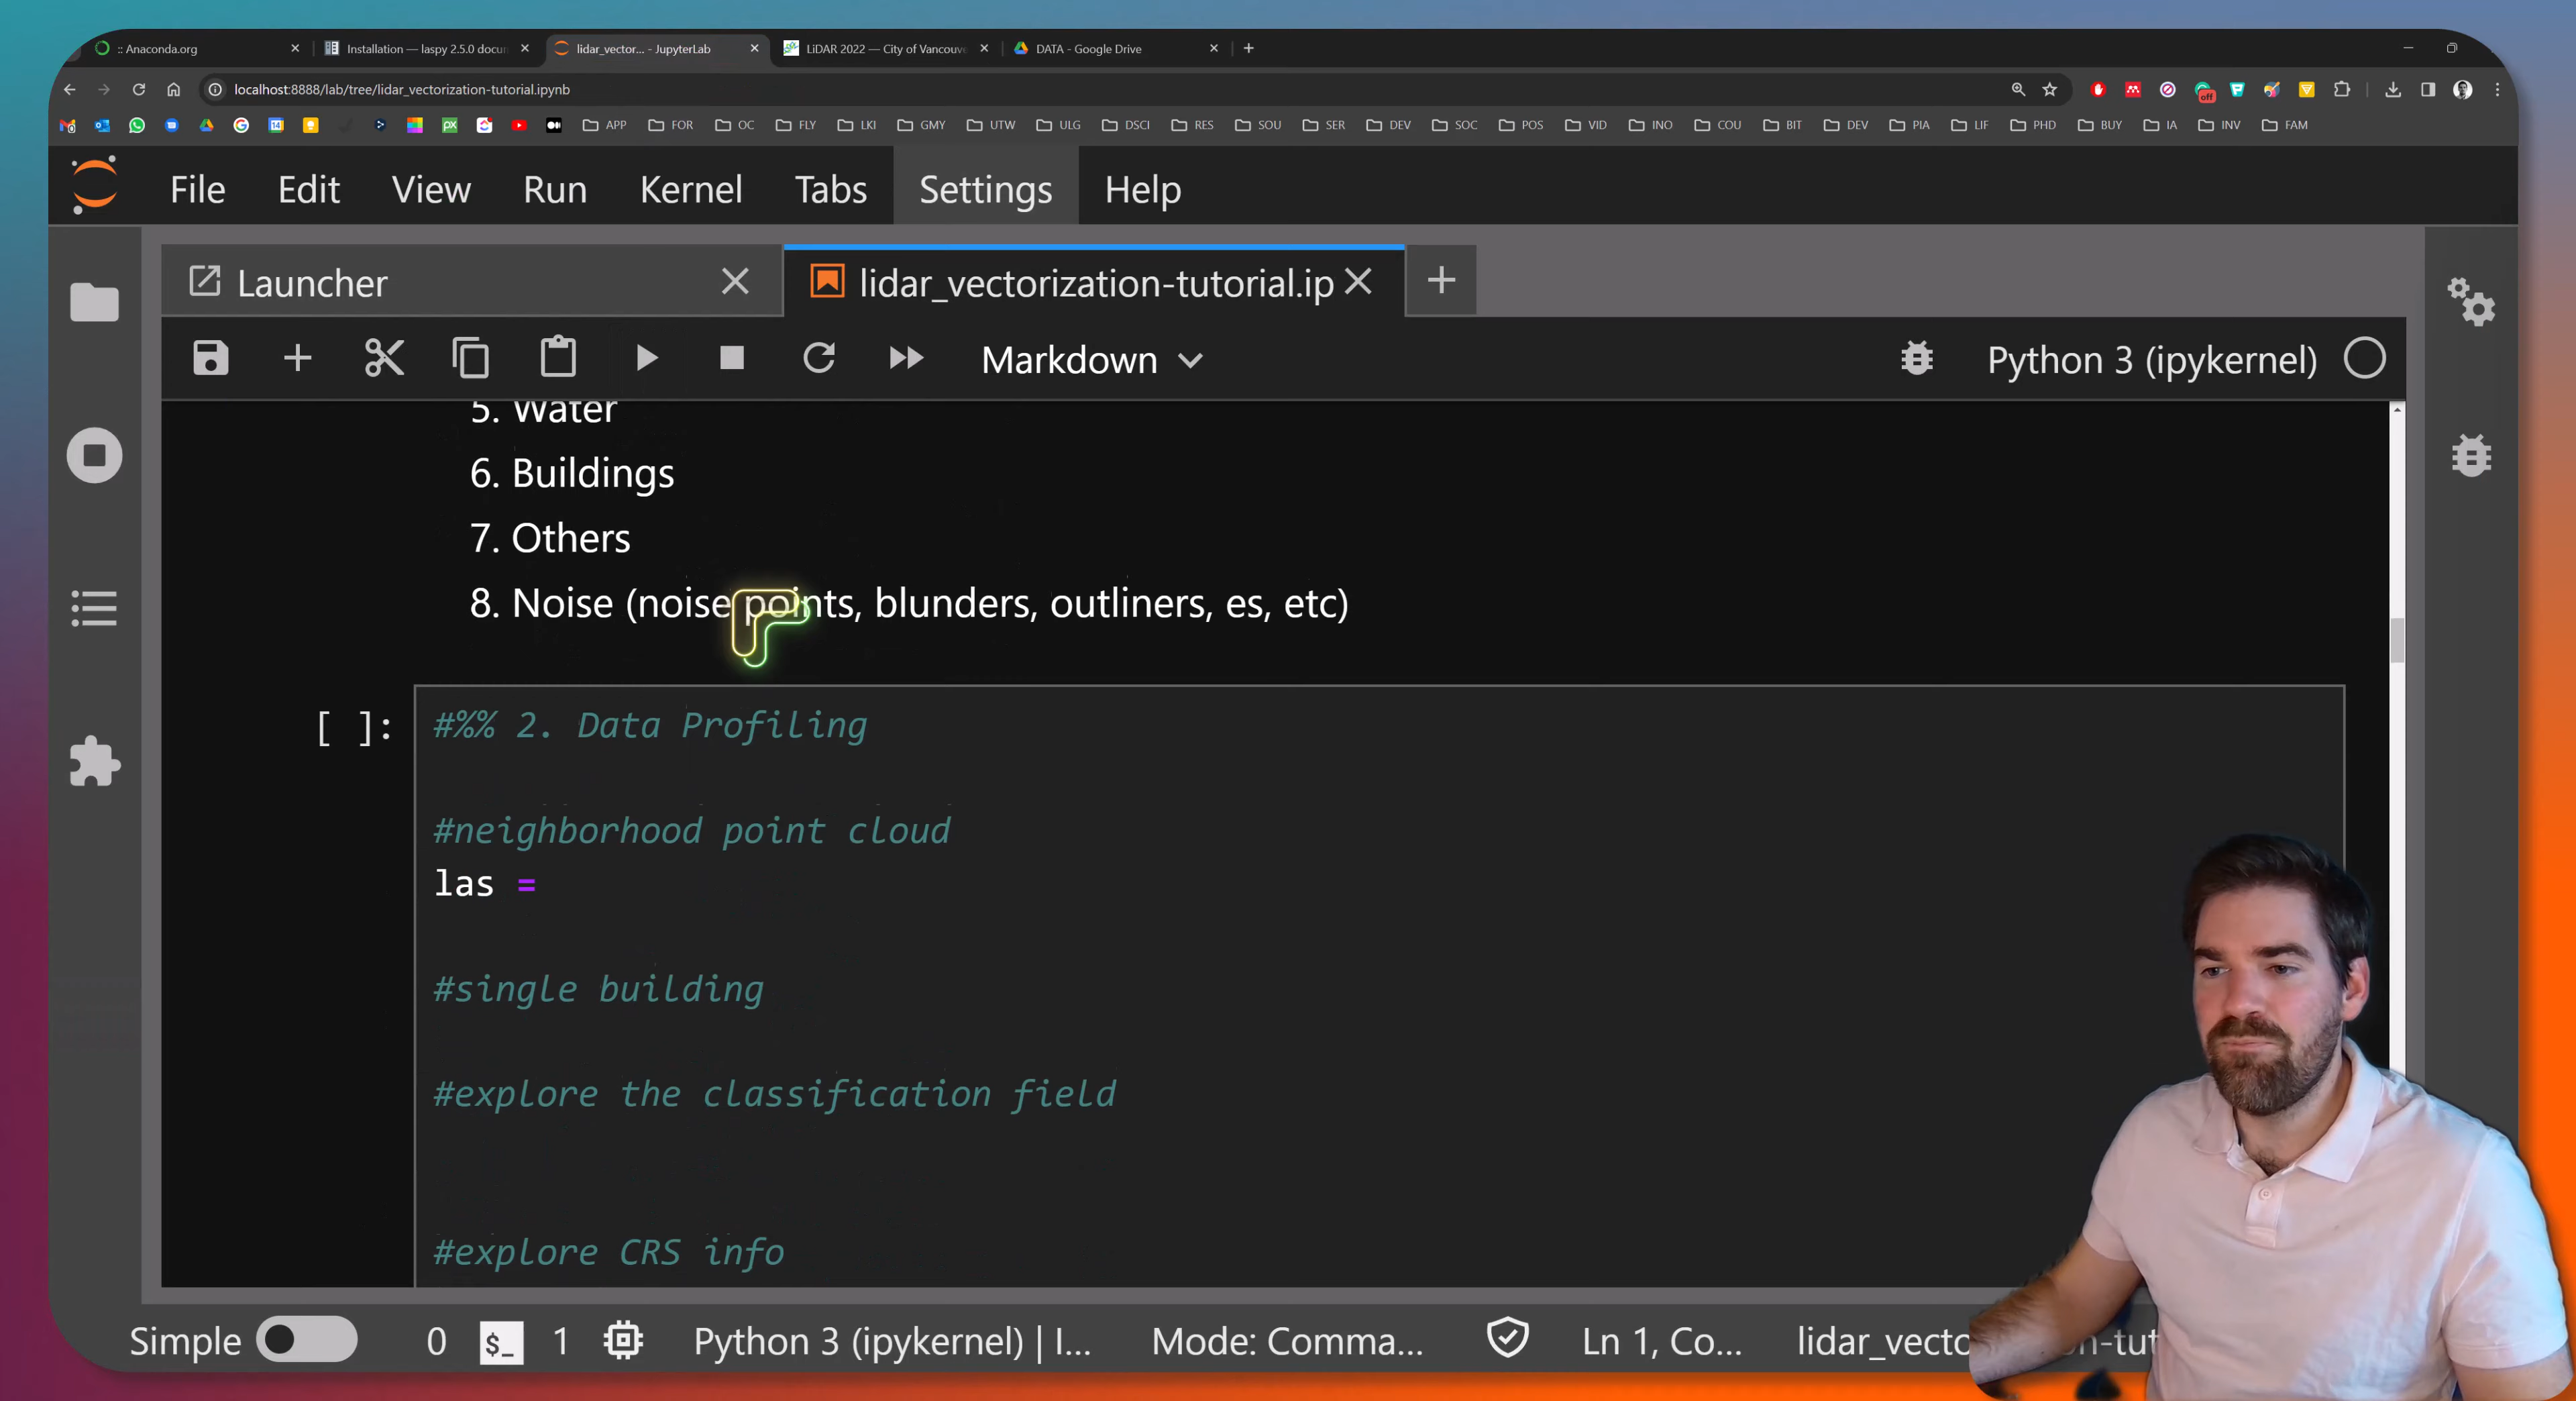 :: Anaconda.org
Installation — laspy 2.5.0 docun
lidar_vector... - JupyterLab
LiDAR 2022 — City of Vancouve
DATA - Google Drive
localhost:8888/lab/tree/lidar_vectorization-tutorial.ipynb
off
APP FOR OC FLY LKI GMY UTW ULG DSCI RES SOU SER DEV SOC POS VID INO COU BIT DEV PIA LIF PHD BUY IA INV FAM
File Edit View Run Kernel Tabs Settings Help
Launcher
lidar_vectorization-tutorial.ip
Markdown
Python 3 (ipykernel)
5. Water
6. Buildings
7. Others
8. Noise (noise points, blunders, outliners, es, etc)
[ ]:
#%% 2. Data Profiling
#neighborhood point cloud
las =
#single building
#explore the classification field
#explore CRS info
Simple 0 $_ 1 Python 3 (ipykernel) | I... Mode: Comma... Ln 1, Co... lidar_vecto n-tut